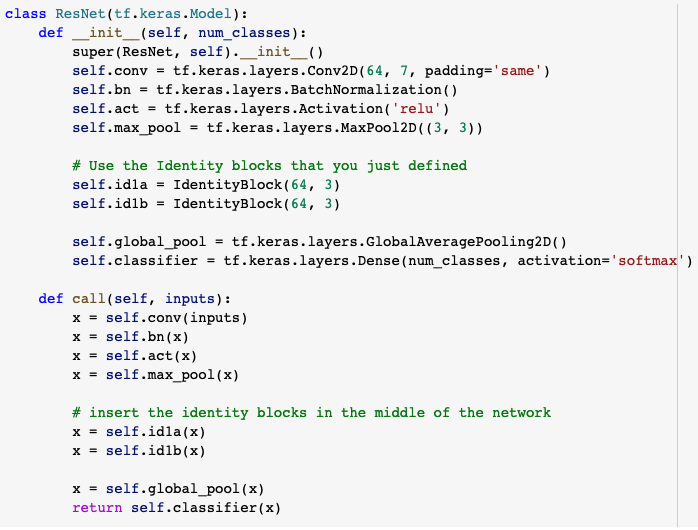 class ResNet(tf.keras.Model):
    def __init__(self, num_classes):
        super(ResNet, self).__init__()
        self.conv = tf.keras.layers.Conv2D(64, 7, padding='same')
        self.bn = tf.keras.layers.BatchNormalization()
        self.act = tf.keras.layers.Activation('relu')
        self.max_pool = tf.keras.layers.MaxPool2D((3, 3))

        # Use the Identity blocks that you just defined
        self.id1a = IdentityBlock(64, 3)
        self.id1b = IdentityBlock(64, 3)

        self.global_pool = tf.keras.layers.GlobalAveragePooling2D()
        self.classifier = tf.keras.layers.Dense(num_classes, activation='softmax')

    def call(self, inputs):
        x = self.conv(inputs)
        x = self.bn(x)
        x = self.act(x)
        x = self.max_pool(x)

        # insert the identity blocks in the middle of the network
        x = self.id1a(x)
        x = self.id1b(x)

        x = self.global_pool(x)
        return self.classifier(x)